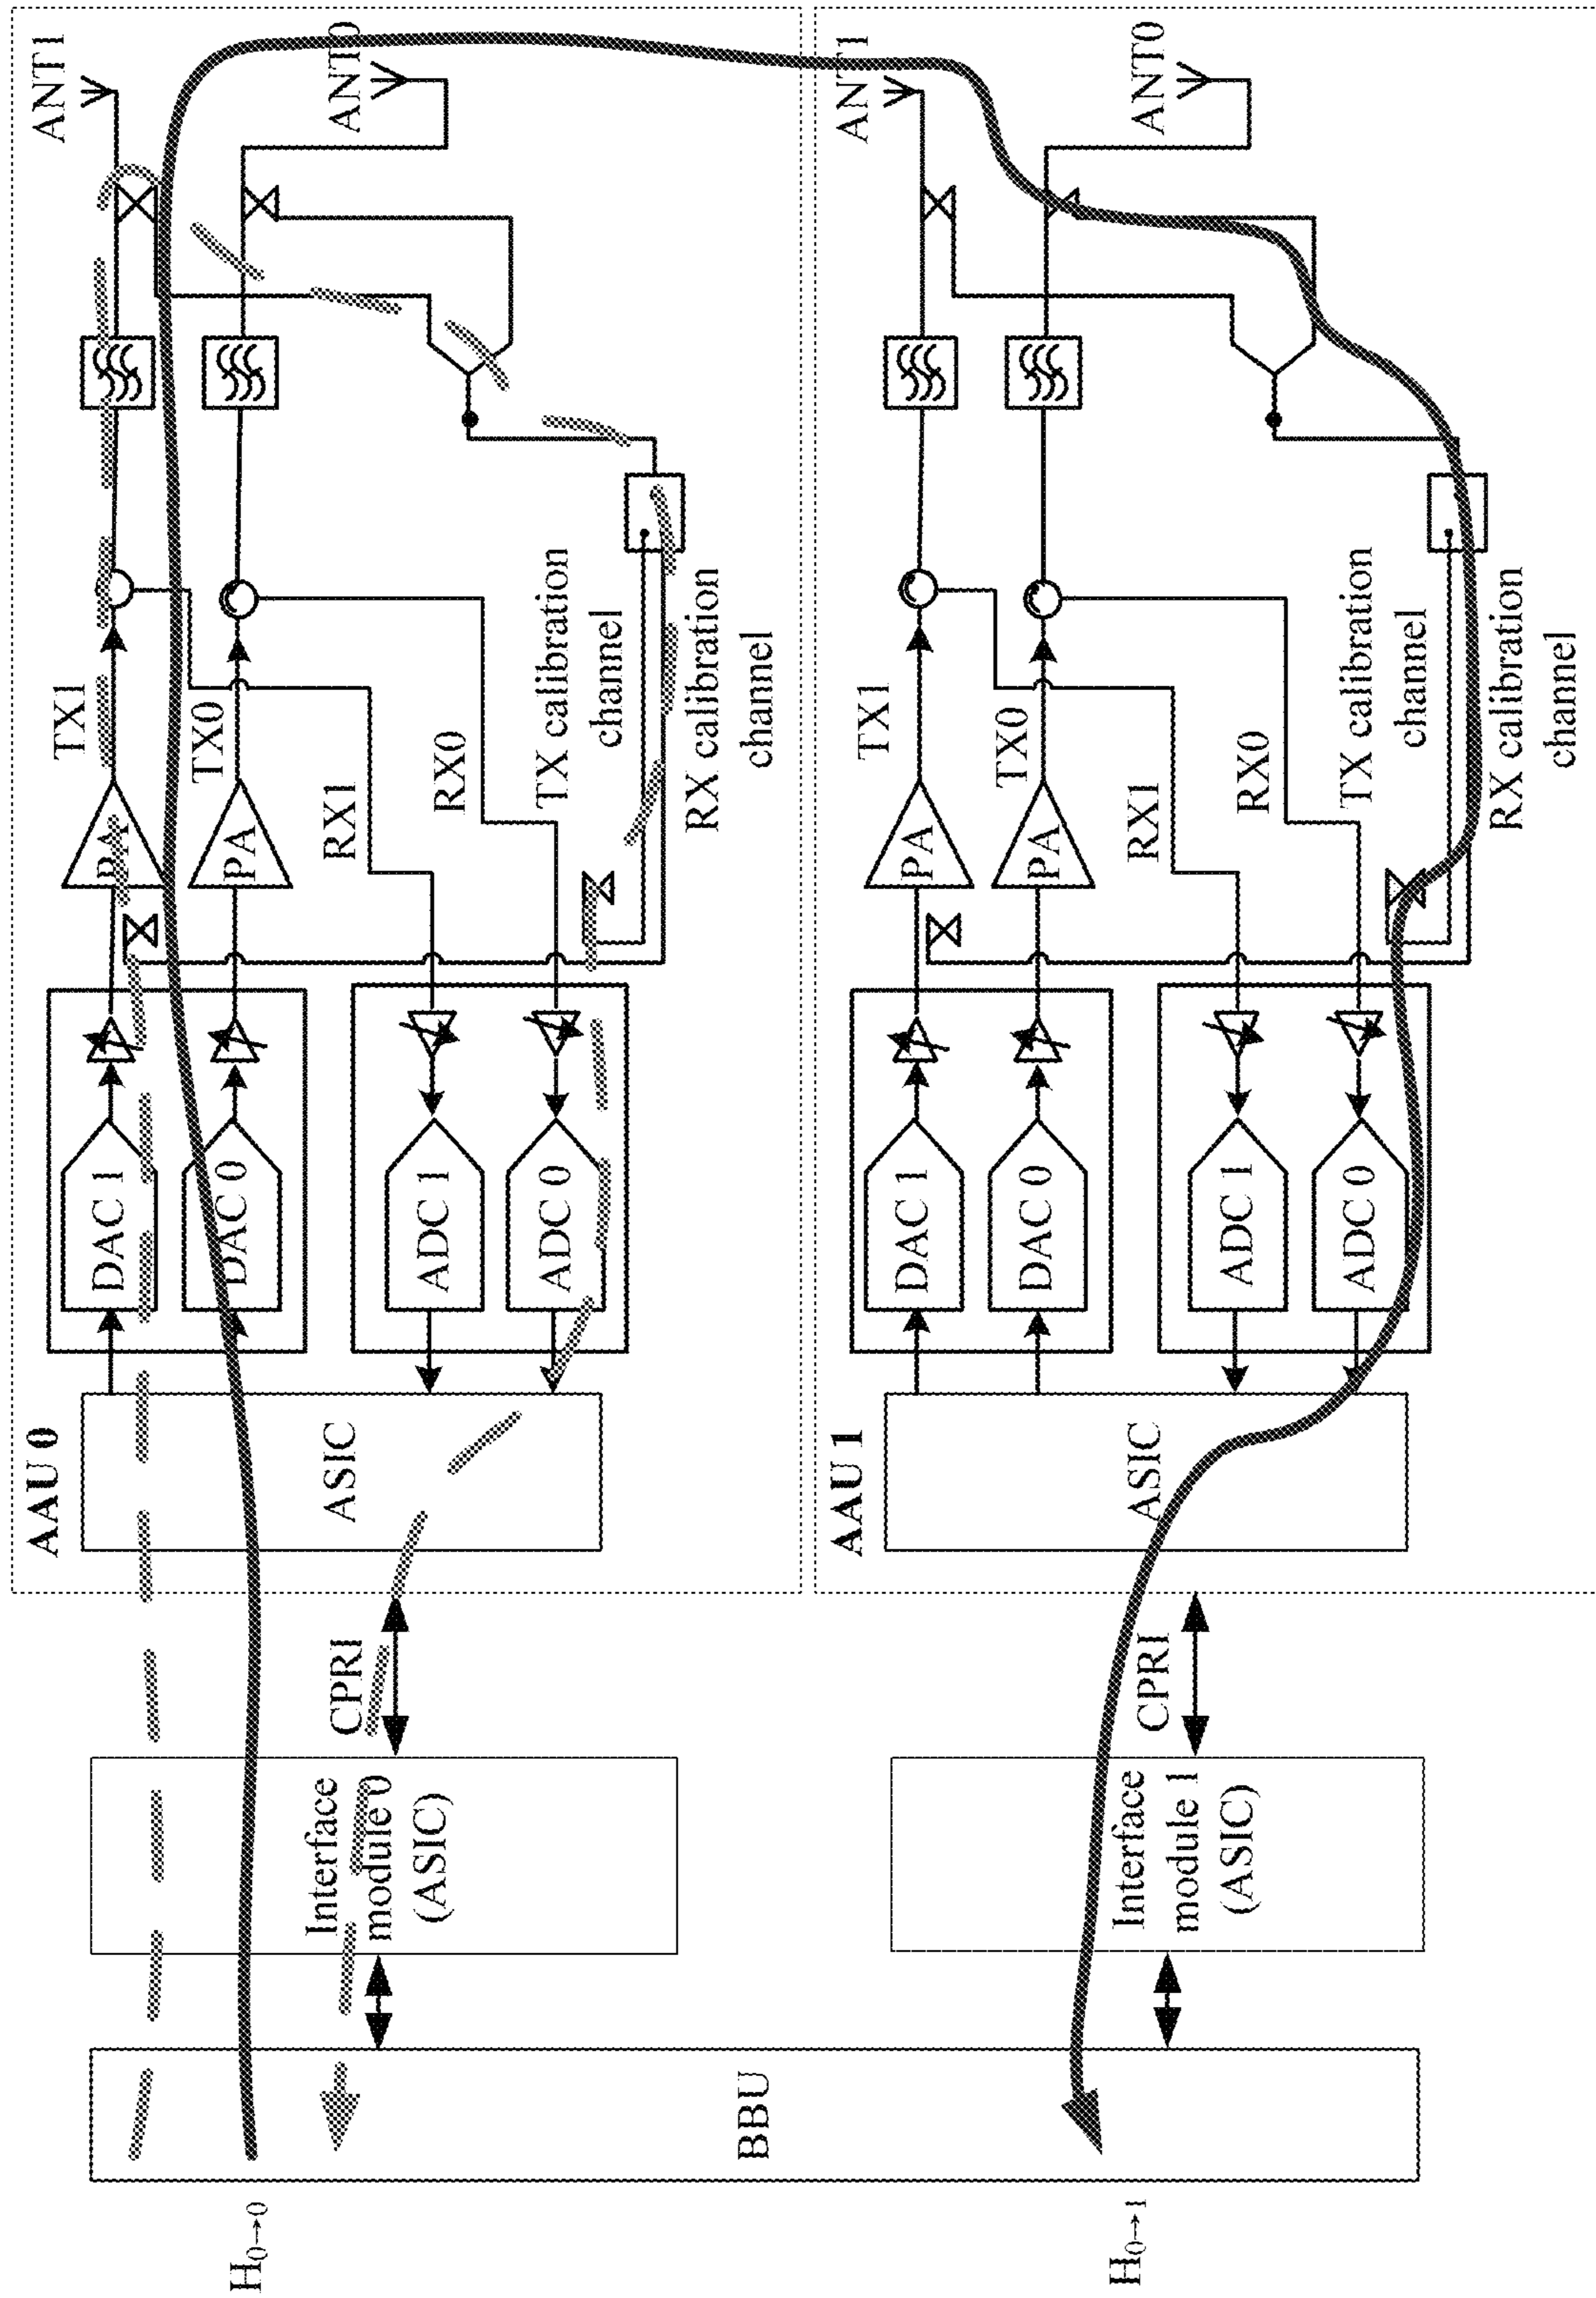 H0→0
H0→1
BBU
Interface
module 0
(ASIC)
Interface
module 1
(ASIC)
CPRI
CPRI
AAU 0
ASIC
DAC 1
DAC 0
ADC 1
ADC 0
PA
PA
TX1
TX0
RX1
RX0
TX calibration
channel
RX calibration
channel
ANT1
ANT0
AAU 1
ASIC
DAC 1
DAC 0
ADC 1
ADC 0
PA
PA
TX1
TX0
RX1
RX0
TX calibration
channel
RX calibration
channel
ANT1
ANT0